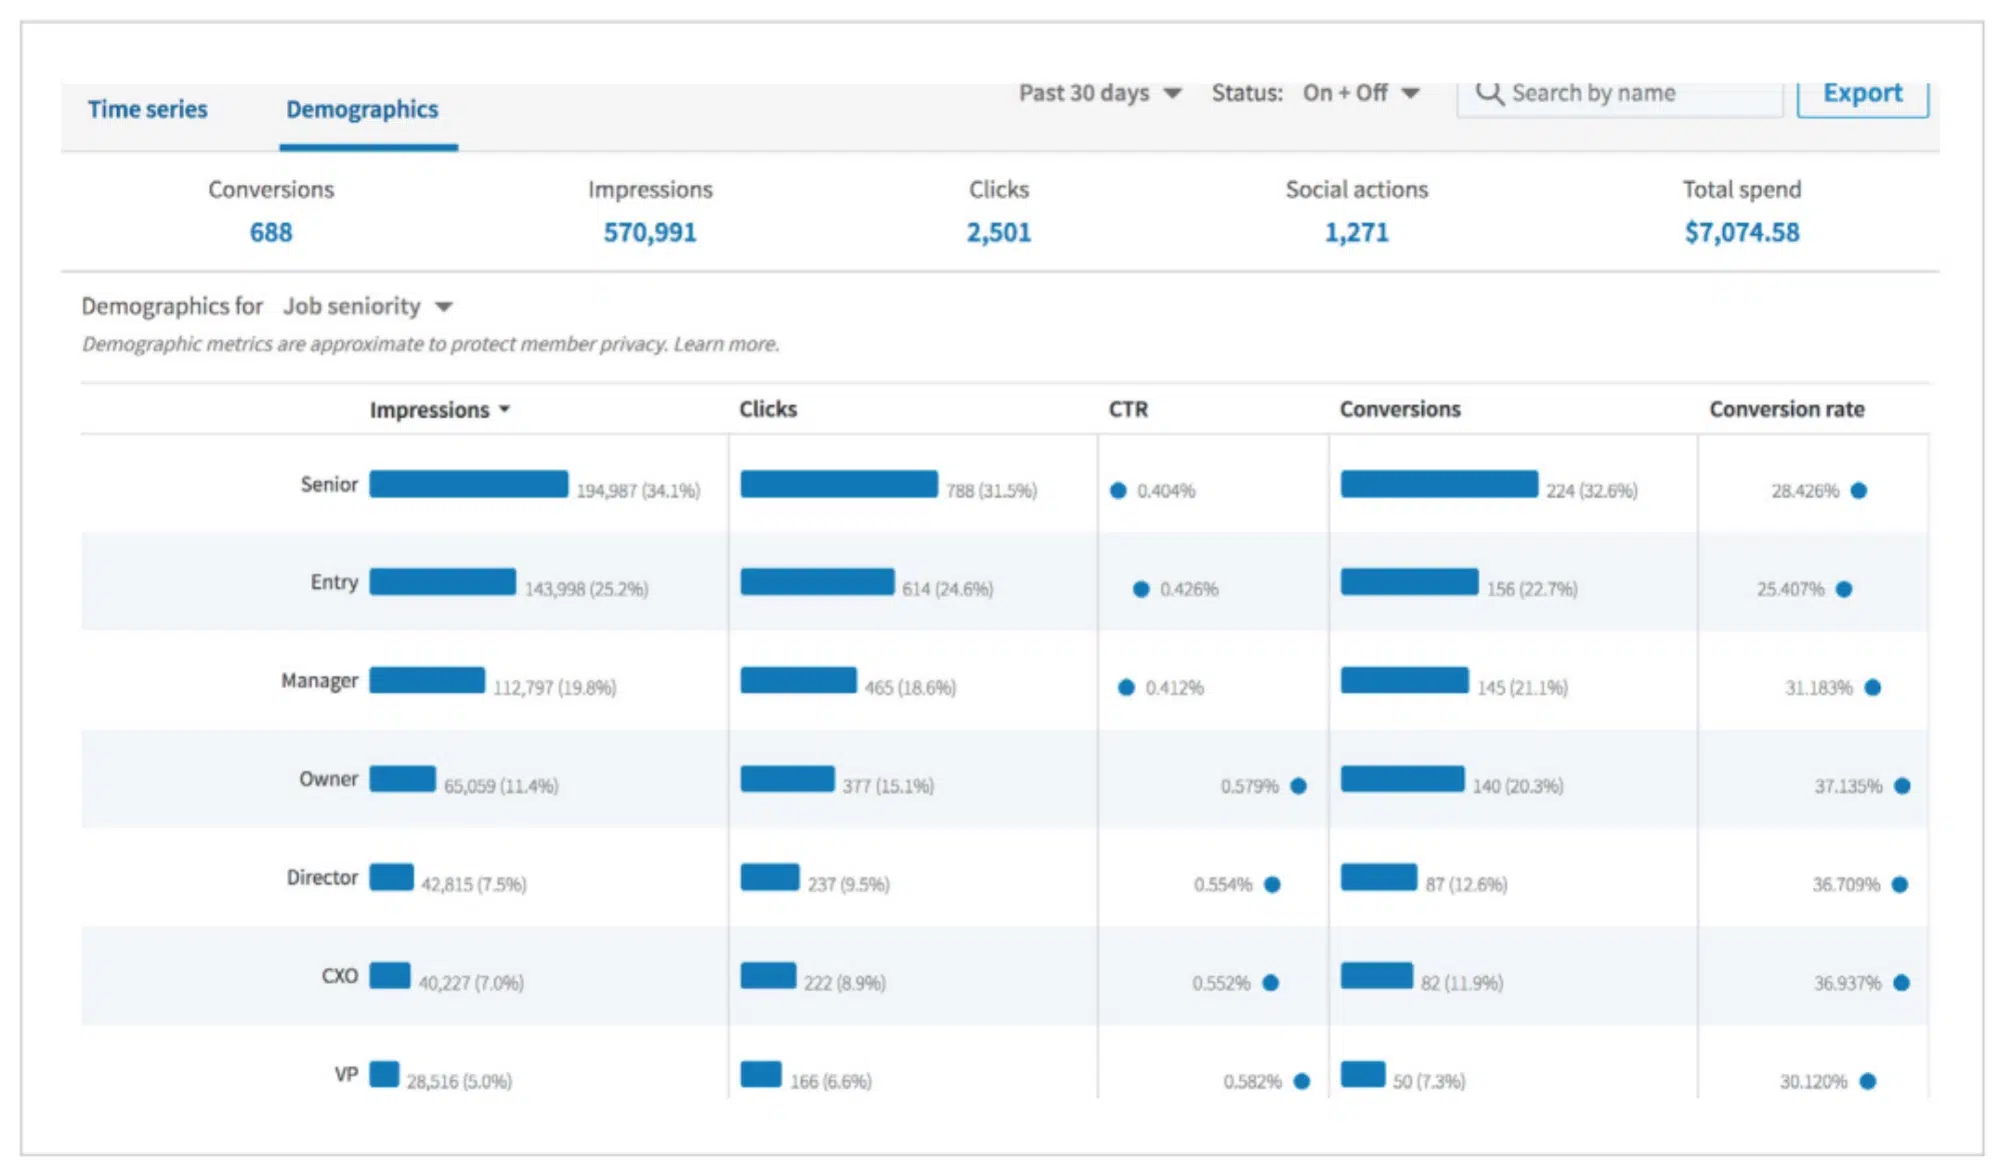 Time series Demographics Past 30 days Status: On + Off Search by name Export
Conversions Impressions Clicks Social actions Total spend
688 570,991 2,501 1,271 $7,074.58
Demographics for Job seniority
Demographic metrics are approximate to protect member privacy. Learn more.
Impressions Clicks CTR Conversions Conversion rate
Senior 194,987 (34.1%) 788 (31.5%) 0.404% 224 (32.6%) 28.426%
Entry 143,998 (25.2%) 614 (24.6%) 0.426% 156 (22.7%) 25.407%
Manager 112,797 (19.8%) 465 (18.6%) 0.412% 145 (21.1%) 31.183%
Owner 65,059 (11.4%) 377 (15.1%) 0.579% 140 (20.3%) 37.135%
Director 42,815 (7.5%) 237 (9.5%) 0.554% 87 (12.6%) 36.709%
CXO 40,227 (7.0%) 222 (8.9%) 0.552% 82 (11.9%) 36.937%
VP 28,516 (5.0%) 166 (6.6%) 0.582% 50 (7.3%) 30.120%